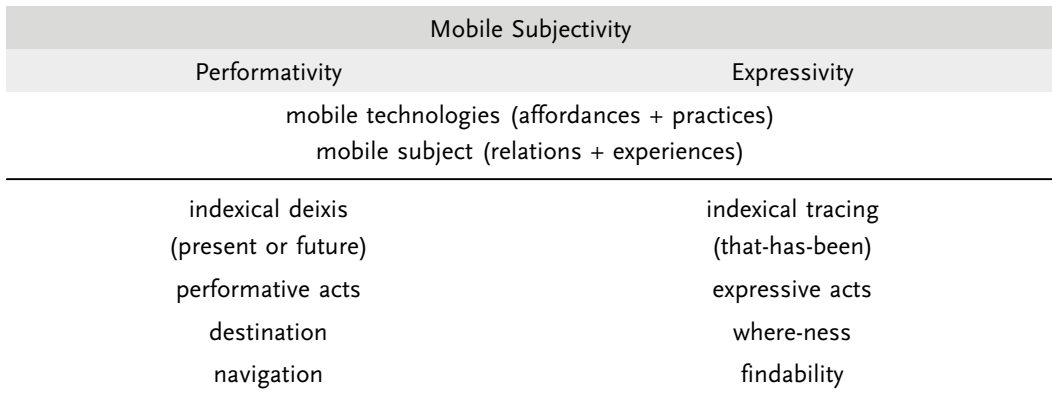 Mobile Subjectivity
Performativity Expressivity
mobile technologies (affordances + practices)
mobile subject (relations + experiences)
indexical deixis indexical tracing
(present or future) (that-has-been)
performative acts expressive acts
destination where-ness
navigation findability